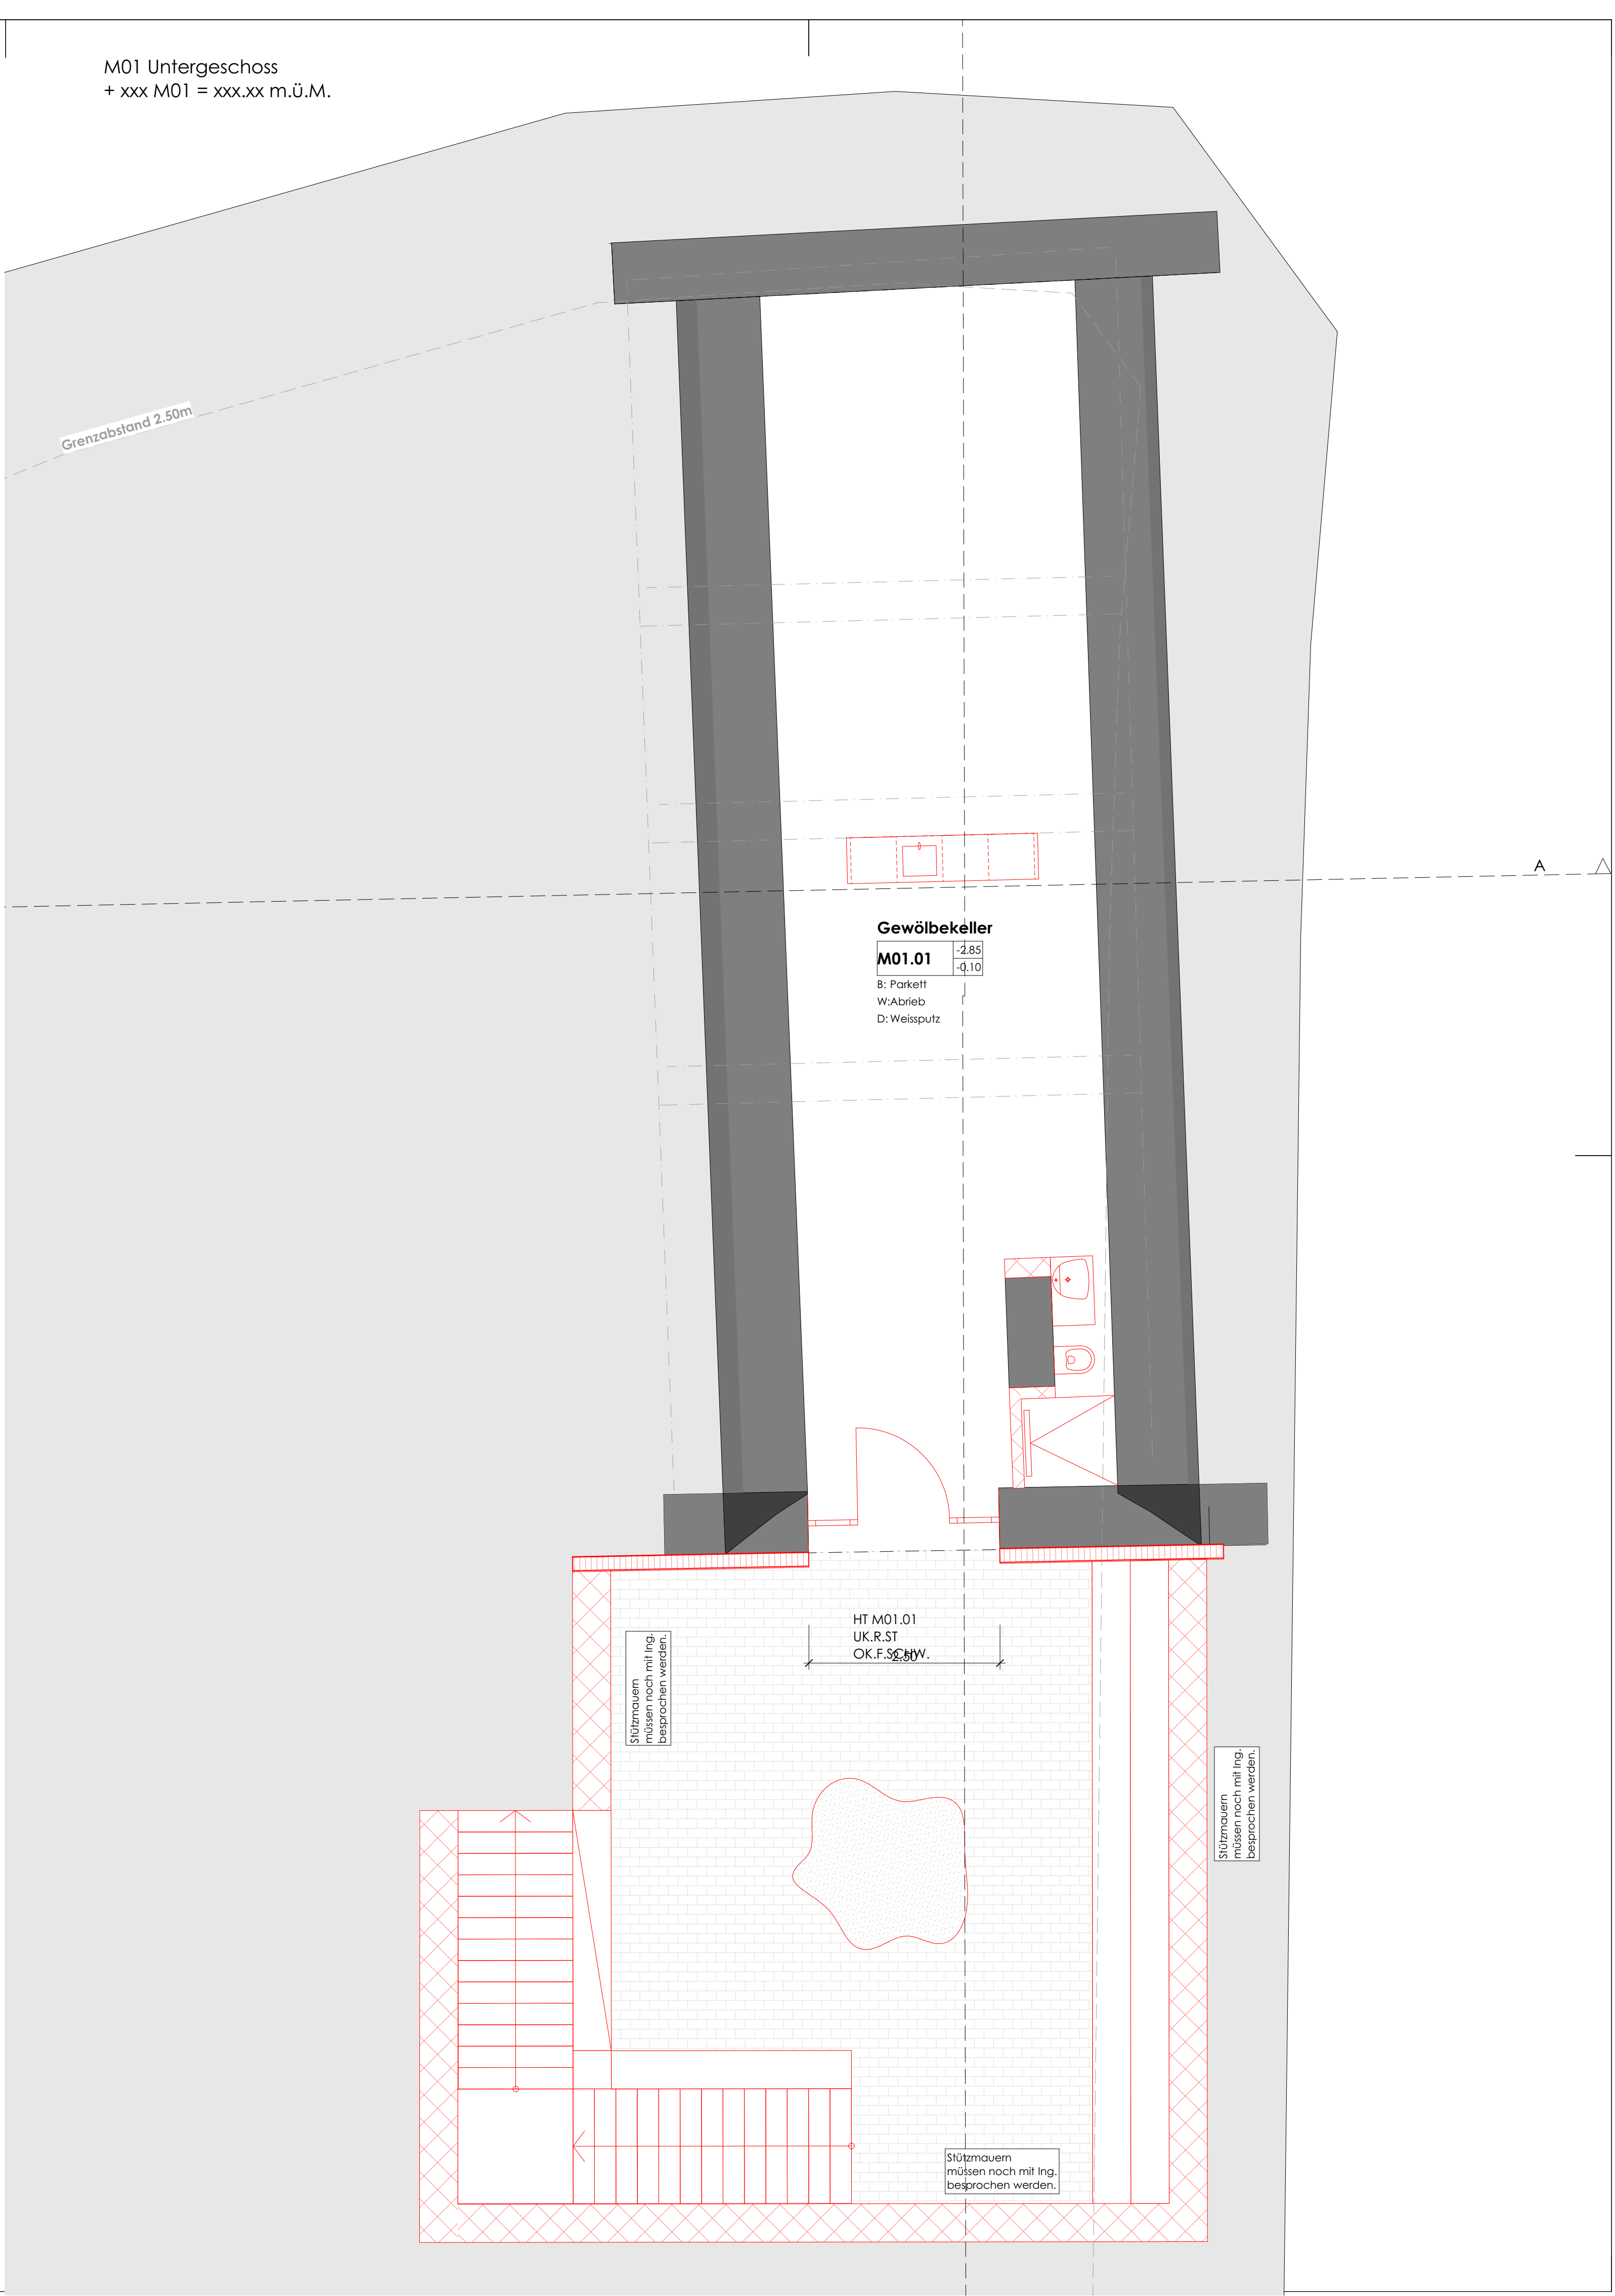 M01 Untergeschoss
+ xxx M01 = xxx.xx m.ü.M.
Grenzabstand 2.50m
A
Gewölbekeller
M01.01
-2.85
-0.10
B: Parkett
W:Abrieb
D: Weissputz
HT M01.01
UK.R.ST
OK.F.SCHW.
2.50
Stützmauern
müssen noch mit Ing.
besprochen werden.
Stützmauern
müssen noch mit Ing.
besprochen werden.
Stützmauern
müssen noch mit Ing.
besprochen werden.